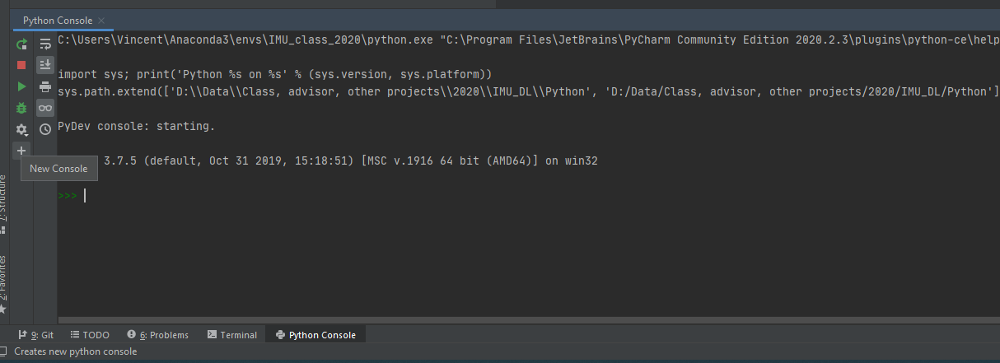 Python Console
C:\Users\Vincent\Anaconda3\envs\IMU_class_2020\python.exe "C:\Program Files\JetBrains\PyCharm Community Edition 2020.2.3\plugins\python-ce\help
import sys; print('Python %s on %s' % (sys.version, sys.platform))
sys.path.extend(['D:\\Data\\Class, advisor, other projects\\2020\\IMU_DL\\Python', 'D:/Data/Class, advisor, other projects/2020/IMU_DL/Python']
PyDev console: starting.
3.7.5 (default, Oct 31 2019, 15:18:51) [MSC v.1916 64 bit (AMD64)] on win32
New Console
>>>
7: Structure
2: Favorites
9: Git
TODO
6: Problems
Terminal
Python Console
Creates new python console